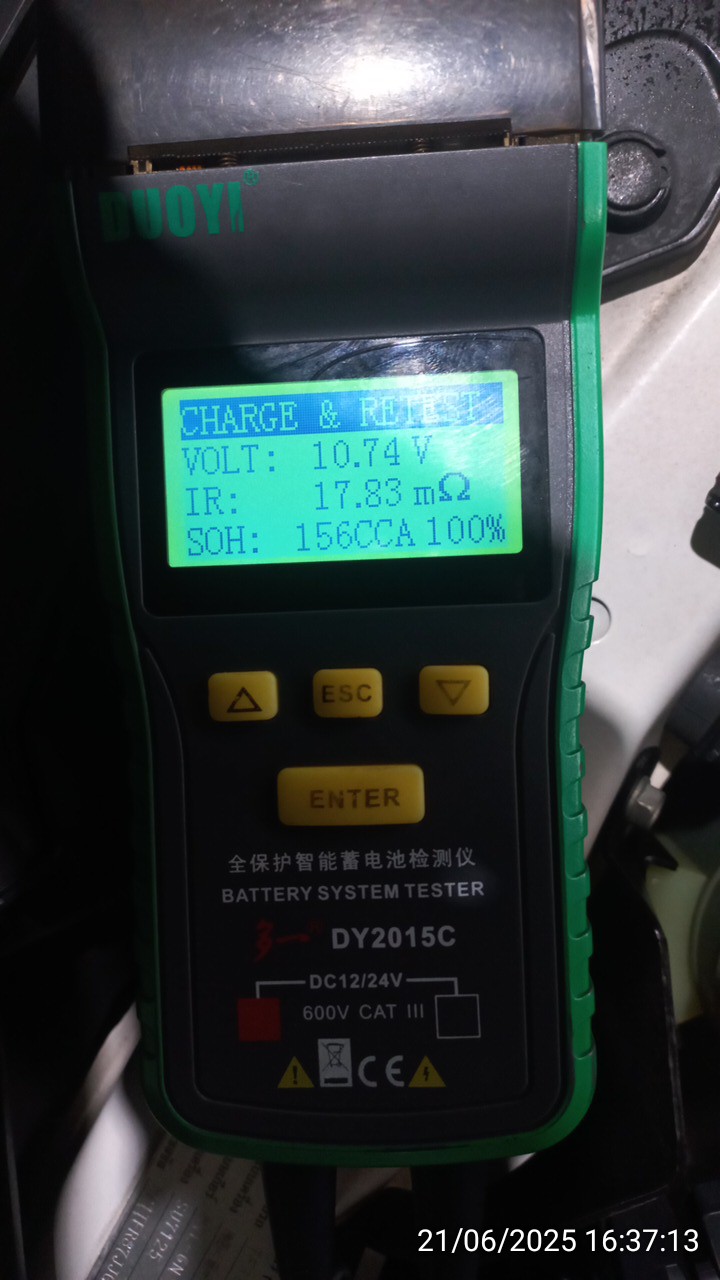 DUOYI®
CHARGE & RETEST
VOLT: 10.74 V
IR: 17.83 mΩ
SOH: 156CCA 100%
ESC
ENTER
全保护智能蓄电池检测仪
BATTERY SYSTEM TESTER
多一 DY2015C
DC12/24V
600V CAT III
CE
21/06/2025 16:37:13